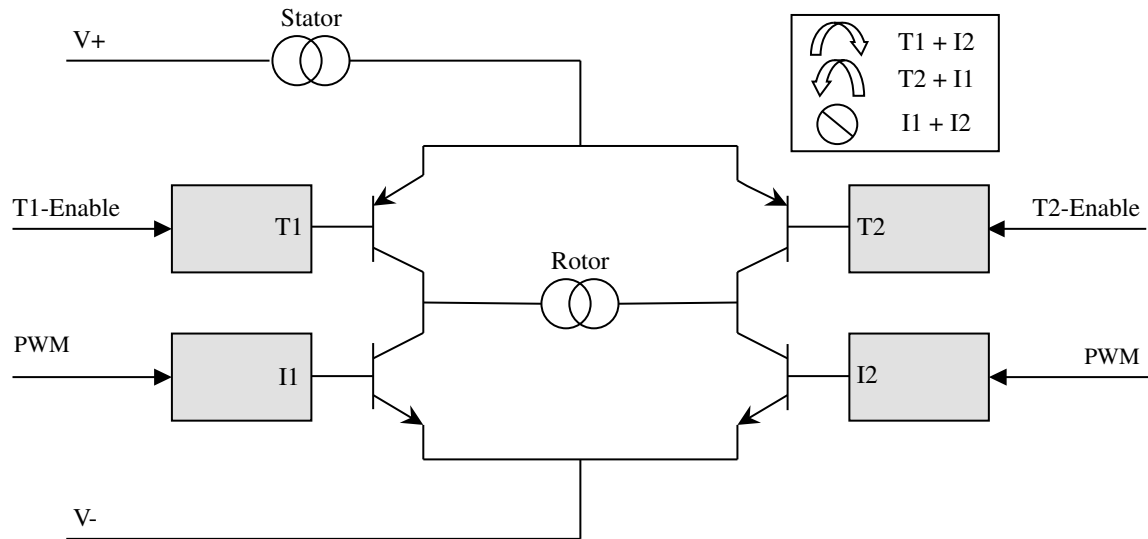 Stator
V+
T1 + I2
T2 + I1
I1 + I2
T1-Enable
T1
T2
T2-Enable
Rotor
PWM
I1
I2
PWM
V-